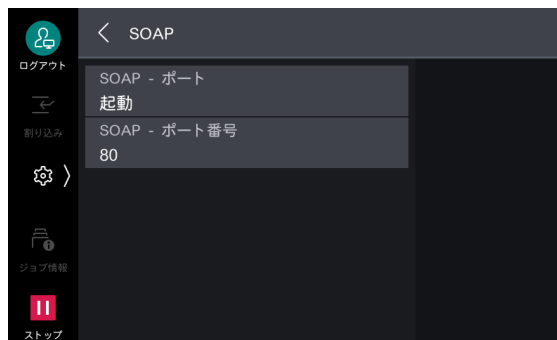 SOAP
ログアウト
SOAP - ポート
起動
割り込み
SOAP - ポート番号
80
ジョブ情報
ストップ